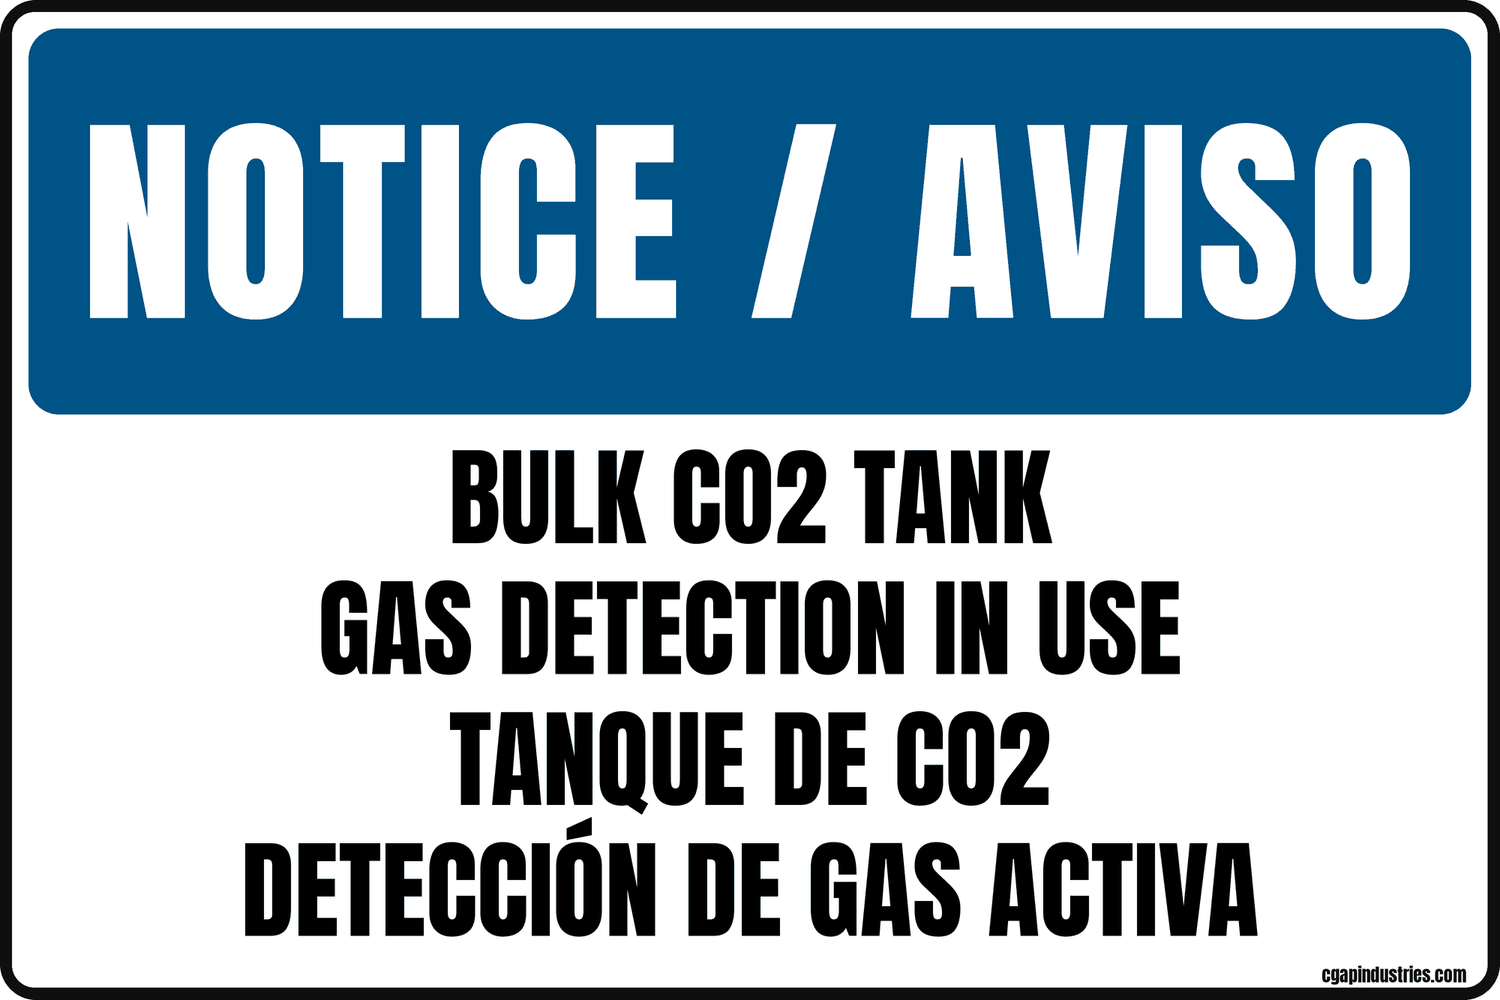 NOTICE / AVISO
BULK CO2 TANK
GAS DETECTION IN USE
TANQUE DE CO2
DETECCIÓN DE GAS ACTIVA
cgapindustries.com